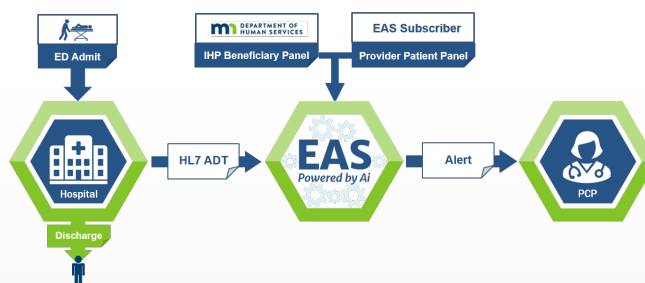 DEPARTMENT OF
HUMAN SERVICES
EAS Subscriber
ED Admit
IHP Beneficiary Panel
Provider Patient Panel
Hospital
HL7 ADT
EAS
Powered by Ai
Alert
PCP
Discharge